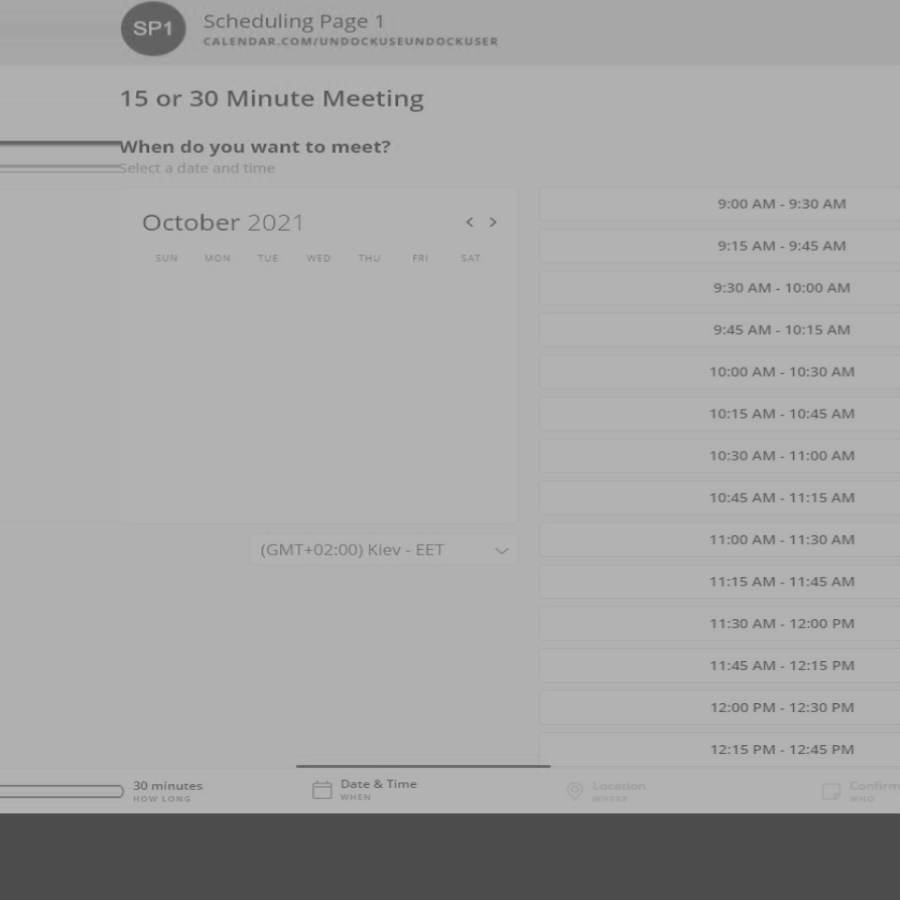 SP1
Scheduling Page 1
CALENDAR.COM/UNDOCKUSEUNDOCKUSER
15 or 30 Minute Meeting
When do you want to meet?
Select a date and time
October 2021 < >
SUN MON TUE WED THU FRI SAT
(GMT+02:00) Kiev - EET
9:00 AM - 9:30 AM
9:15 AM - 9:45 AM
9:30 AM - 10:00 AM
9:45 AM - 10:15 AM
10:00 AM - 10:30 AM
10:15 AM - 10:45 AM
10:30 AM - 11:00 AM
10:45 AM - 11:15 AM
11:00 AM - 11:30 AM
11:15 AM - 11:45 AM
11:30 AM - 12:00 PM
11:45 AM - 12:15 PM
12:00 PM - 12:30 PM
12:15 PM - 12:45 PM
30 minutes
HOW LONG
Date & Time
WHEN
Location
WHERE
Confirm
WHO